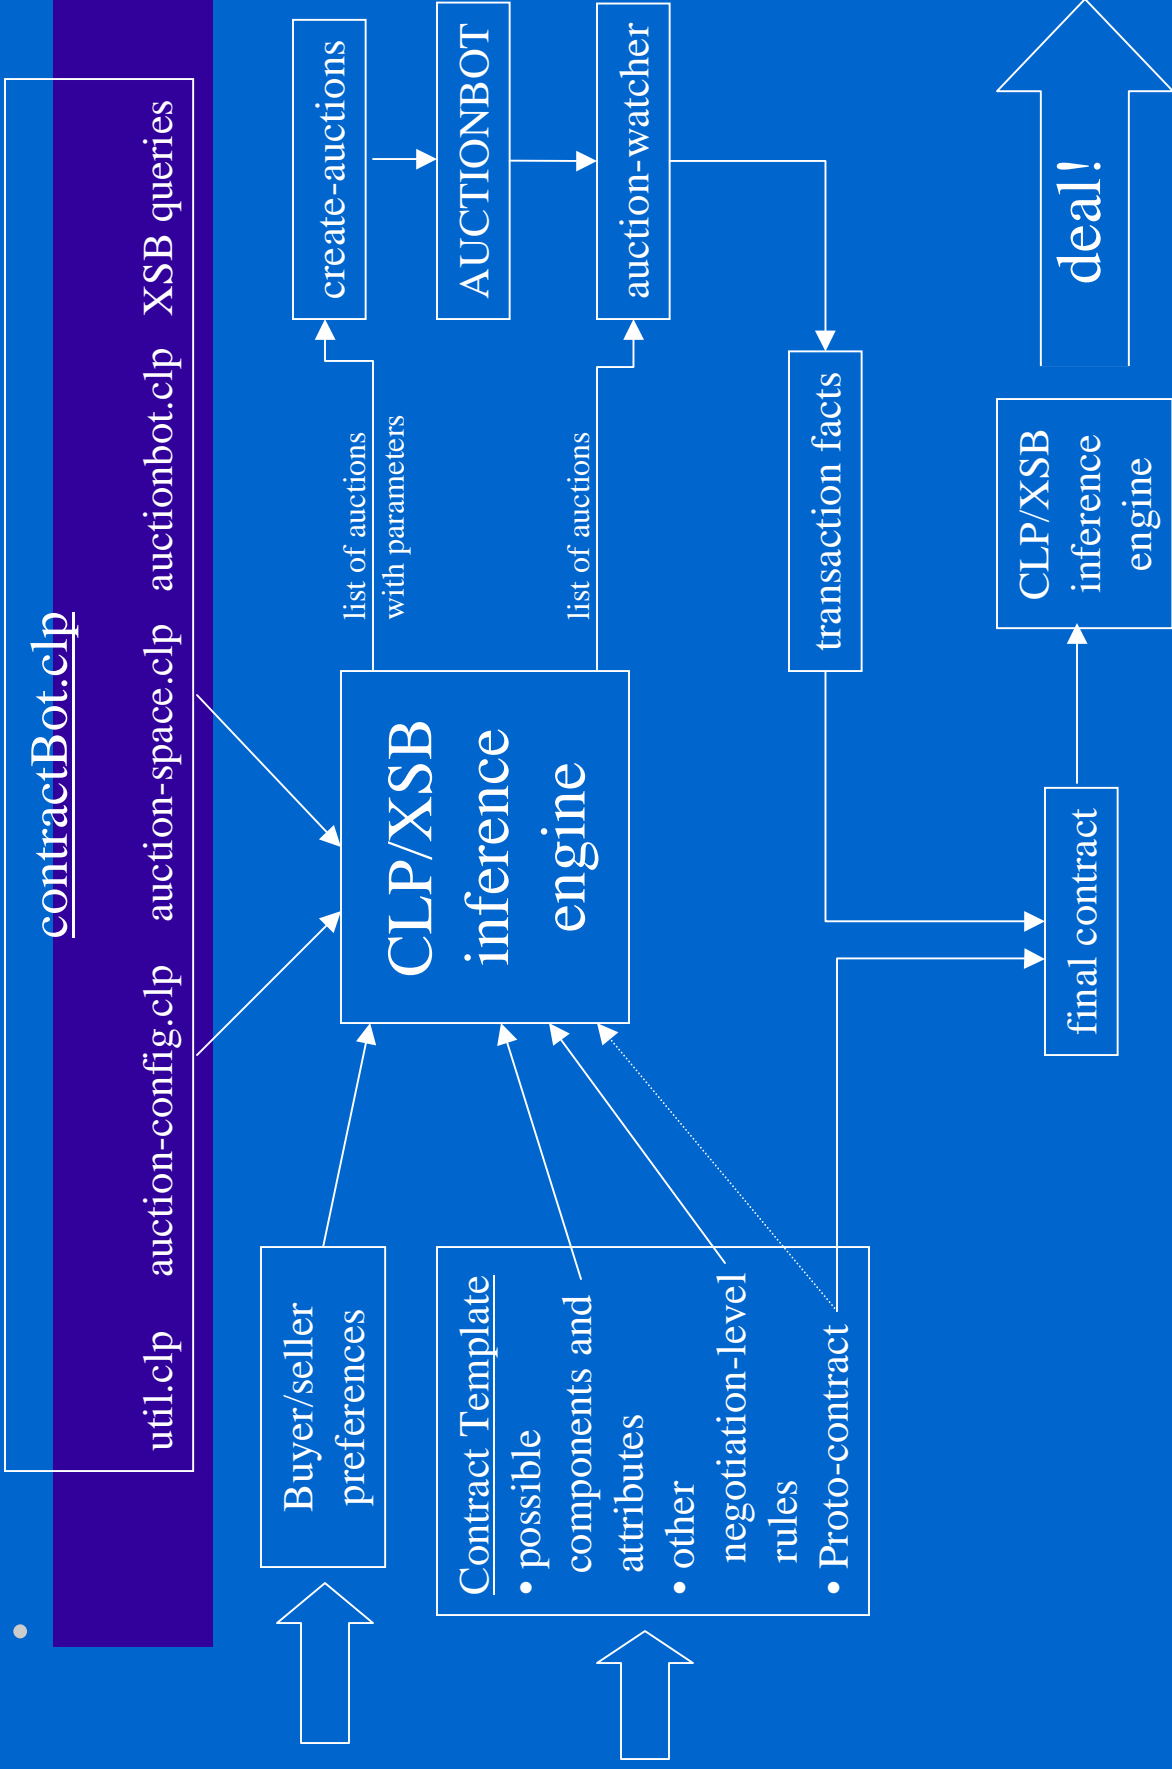 contractBot.clp
util.clp auction-config.clp auction-space.clp auctionbot.clp XSB queries
Buyer/seller
preferences
Contract Template
• possible
components and
attributes
• other
negotiation-level
rules
• Proto-contract
CLP/XSB
inference
engine
list of auctions
with parameters
list of auctions
create-auctions
AUCTIONBOT
auction-watcher
transaction facts
final contract
CLP/XSB
inference
engine
deal!